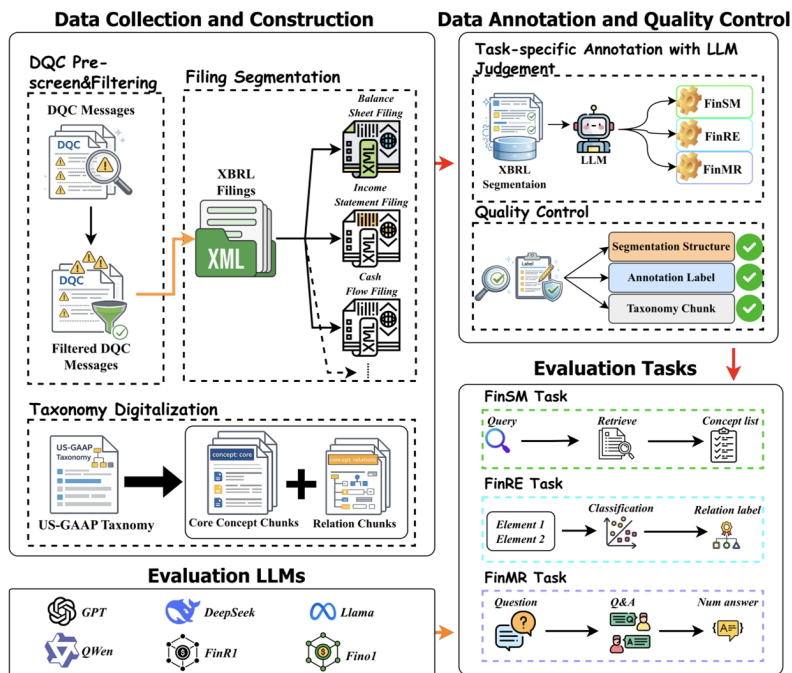 Data Collection and Construction
DQC Pre-
screen&Filtering
DQC Messages
DQC
DQC
Filtered DQC
Messages
Filing Segmentation
XBRL
Filings
XML
Balance
Sheet Filing
XML
Income
Statement Filing
XML
Cash
Flow Filing
XML
Taxonomy Digitalization
US-GAAP
Taxonomy
US-GAAP Taxnomy
concept: core
Core Concept Chunks
concept relations
Relation Chunks
Evaluation LLMs
GPT
DeepSeek
Llama
QWen
FinR1
Fino1
Data Annotation and Quality Control
Task-specific Annotation with LLM
Judgement
XBRL
Segmentaion
LLM
FinSM
FinRE
FinMR
Quality Control
Label
Segmentation Structure
Annotation Label
Taxonomy Chunk
Evaluation Tasks
FinSM Task
Query
Retrieve
Concept list
FinRE Task
Element 1
Element 2
Classification
Relation label
FinMR Task
Question
Q&A
Num answer
?
Q
A
A